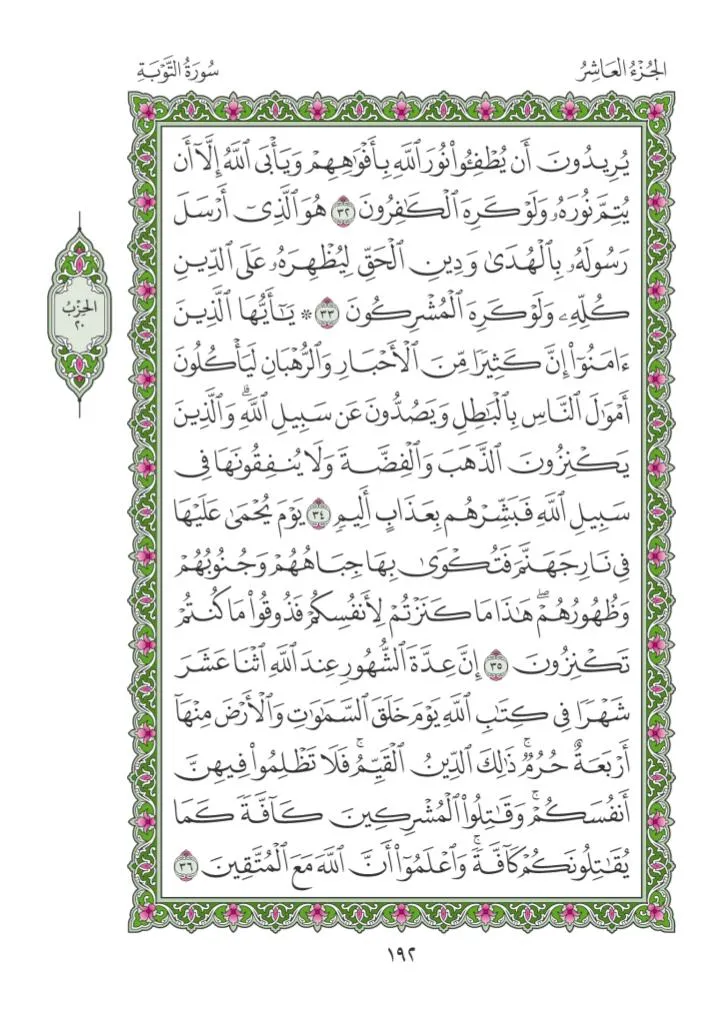 الجُزْءُ العَاشِرُ
سُورَةُ التَّوْبَةِ
يُرِيدُونَ أَن يُطْفِـُٔوا۟ نُورَ ٱللَّهِ بِأَفْوَٰهِهِمْ وَيَأْبَى ٱللَّهُ إِلَّآ أَن
يُتِمَّ نُورَهُۥ وَلَوْ كَرِهَ ٱلْكَٰفِرُونَ ٣٢ هُوَ ٱلَّذِىٓ أَرْسَلَ
رَسُولَهُۥ بِٱلْهُدَىٰ وَدِينِ ٱلْحَقِّ لِيُظْهِرَهُۥ عَلَى ٱلدِّينِ
كُلِّهِۦ وَلَوْ كَرِهَ ٱلْمُشْرِكُونَ ٣٣ ۞ يَٰٓأَيُّهَا ٱلَّذِينَ
ءَامَنُوٓا۟ إِنَّ كَثِيرًا مِّنَ ٱلْأَحْبَارِ وَٱلرُّهْبَانِ لَيَأْكُلُونَ
أَمْوَٰلَ ٱلنَّاسِ بِٱلْبَٰطِلِ وَيَصُدُّونَ عَن سَبِيلِ ٱللَّهِ ۗ وَٱلَّذِينَ
يَكْنِزُونَ ٱلذَّهَبَ وَٱلْفِضَّةَ وَلَا يُنفِقُونَهَا فِى
سَبِيلِ ٱللَّهِ فَبَشِّرْهُم بِعَذَابٍ أَلِيمٍ ٣٤ يَوْمَ يُحْمَىٰ عَلَيْهَا
فِى نَارِ جَهَنَّمَ فَتُكْوَىٰ بِهَا جِبَاهُهُمْ وَجُنُوبُهُمْ
وَظُهُورُهُمْ ۖ هَٰذَا مَا كَنَزْتُمْ لِأَنفُسِكُمْ فَذُوقُوا۟ مَا كُنتُمْ
تَكْنِزُونَ ٣٥ إِنَّ عِدَّةَ ٱلشُّهُورِ عِندَ ٱللَّهِ ٱثْنَا عَشَرَ
شَهْرًا فِى كِتَٰبِ ٱللَّهِ يَوْمَ خَلَقَ ٱلسَّمَٰوَٰتِ وَٱلْأَرْضَ مِنْهَآ
أَرْبَعَةٌ حُرُمٌ ۚ ذَٰلِكَ ٱلدِّينُ ٱلْقَيِّمُ ۚ فَلَا تَظْلِمُوا۟ فِيهِنَّ
أَنفُسَكُمْ ۚ وَقَٰتِلُوا۟ ٱلْمُشْرِكِينَ كَآفَّةً كَمَا
يُقَٰتِلُونَكُمْ كَآفَّةً ۚ وَٱعْلَمُوٓا۟ أَنَّ ٱللَّهَ مَعَ ٱلْمُتَّقِينَ ٣٦
الحِزْبُ
٢٠
١٩٢